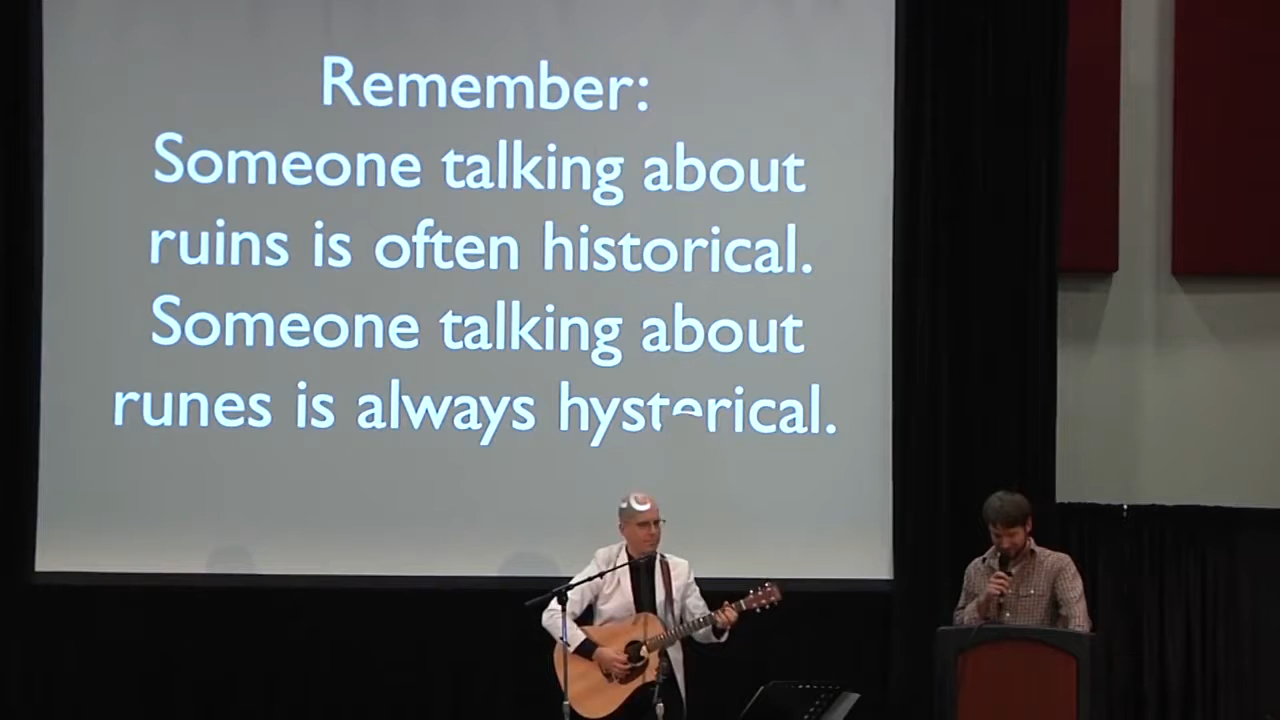 Remember:
Someone talking about
ruins is often historical.
Someone talking about
runes is always hysterical.